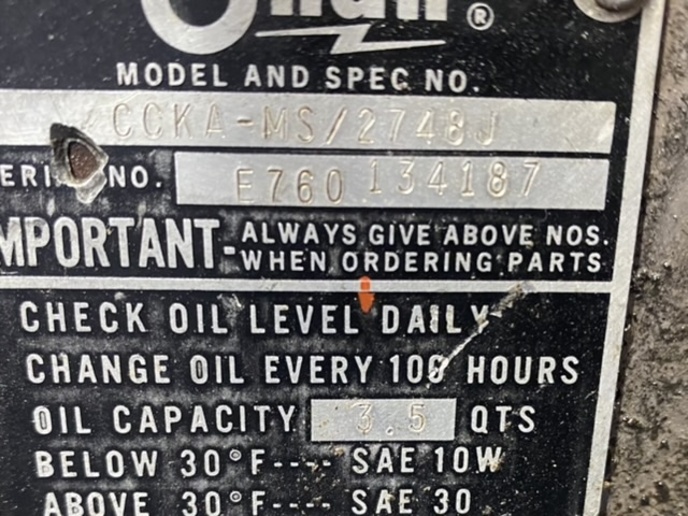 ®
MODEL AND SPEC NO.
CCKA-MS/2748J
NO.
E760 134187
IMPORTANT-ALWAYS GIVE ABOVE NOS.
WHEN ORDERING PARTS
CHECK OIL LEVEL DAILY
CHANGE OIL EVERY 100 HOURS
OIL CAPACITY 3.5 QTS
BELOW 30°F---- SAE 10W
ABOVE 30°F---- SAE 30